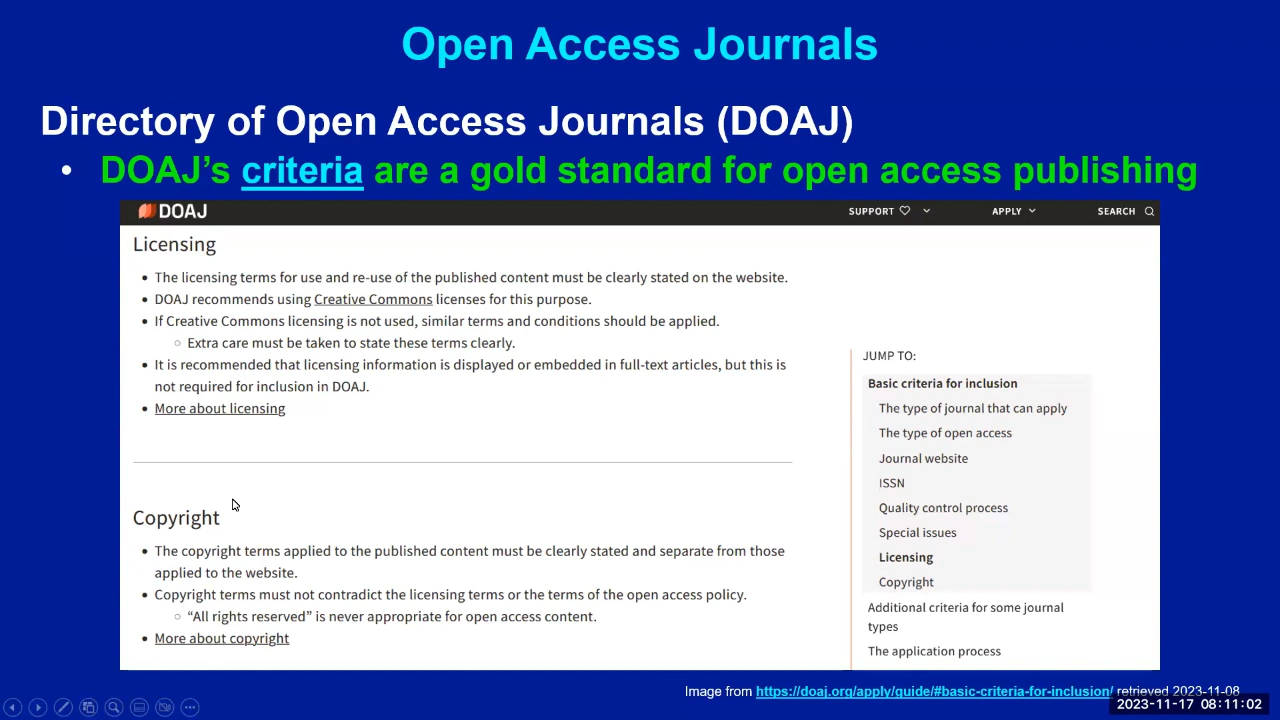 Open Access Journals
Directory of Open Access Journals (DOAJ)
• DOAJ’s criteria are a gold standard for open access publishing
DOAJ
SUPPORT
APPLY
SEARCH
Licensing
• The licensing terms for use and re-use of the published content must be clearly stated on the website.
• DOAJ recommends using Creative Commons licenses for this purpose.
• If Creative Commons licensing is not used, similar terms and conditions should be applied.
○ Extra care must be taken to state these terms clearly.
• It is recommended that licensing information is displayed or embedded in full-text articles, but this is
not required for inclusion in DOAJ.
• More about licensing
Copyright
• The copyright terms applied to the published content must be clearly stated and separate from those
applied to the website.
• Copyright terms must not contradict the licensing terms or the terms of the open access policy.
○ “All rights reserved” is never appropriate for open access content.
• More about copyright
JUMP TO:
Basic criteria for inclusion
The type of journal that can apply
The type of open access
Journal website
ISSN
Quality control process
Special issues
Licensing
Copyright
Additional criteria for some journal
types
The application process
Image from https://doaj.org/apply/guide/#basic-criteria-for-inclusion/ retrieved 2023-11-08
2023-11-17 08:11:02